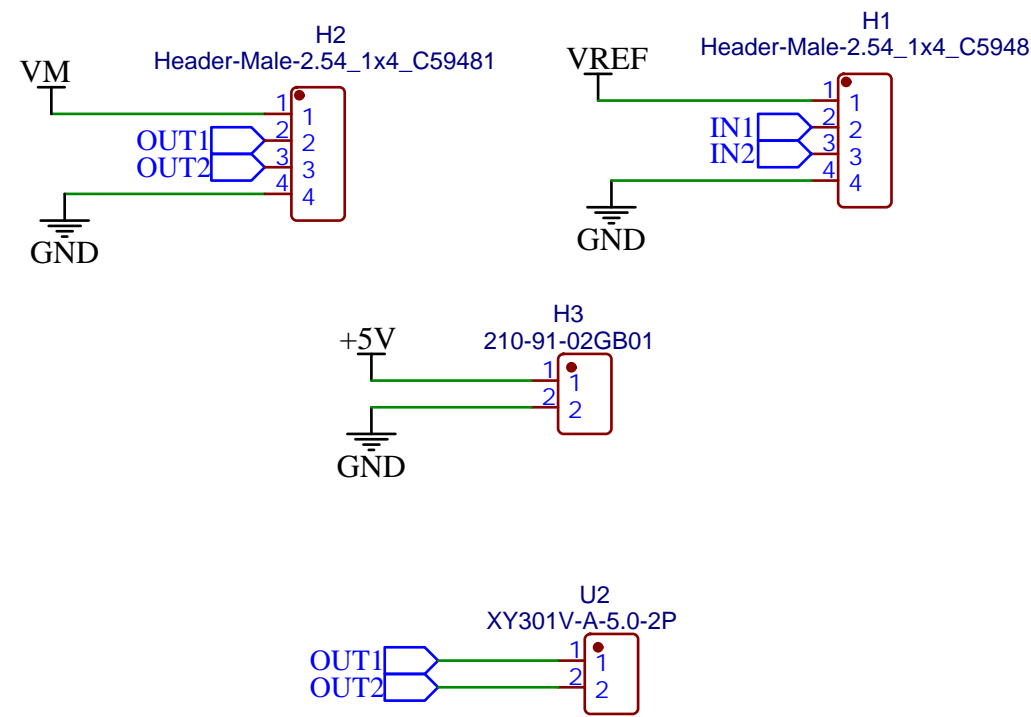 H2
Header-Male-2.54_1x4_C59481
VM
1
1
OUT1
2
2
OUT2
3
3
4
4
GND
H1
Header-Male-2.54_1x4_C5948
VREF
1
1
IN1
2
2
IN2
3
3
4
4
GND
H3
210-91-02GB01
+5V
1
1
2
2
GND
U2
XY301V-A-5.0-2P
OUT1
1
1
OUT2
2
2